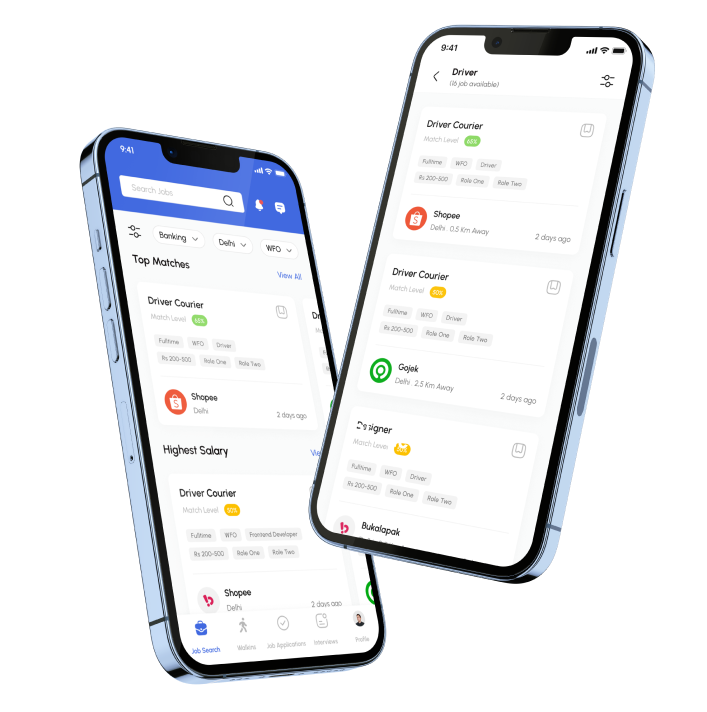 9:41
Search Jobs
Banking
Delhi
WFO
Top Matches
View All
Driver Courier
Match Level 65%
Fulltime WFO Driver
Rs 200-500 Role One Role Two
Shopee
Delhi
2 days ago
Highest Salary
Driver Courier
Match Level 50%
Fulltime WFO Frontend Developer
Rs 200-500 Role One Role Two
Shopee
Delhi
2 days ago
Job Search
Walkins
Job Applications
Interviews
Profile
9:41
Driver
(16 job available)
Driver Courier
Match Level 65%
Fulltime WFO Driver
Rs 200-500 Role One Role Two
Shopee
Delhi . 0.5 Km Away
2 days ago
Driver Courier
Match Level 50%
Fulltime WFO Driver
Rs 200-500 Role One Role Two
Gojek
Delhi . 2.5 Km Away
2 days ago
Designer
Match Level
Fulltime WFO Driver
Rs 200-500 Role One Role Two
Bukalapak